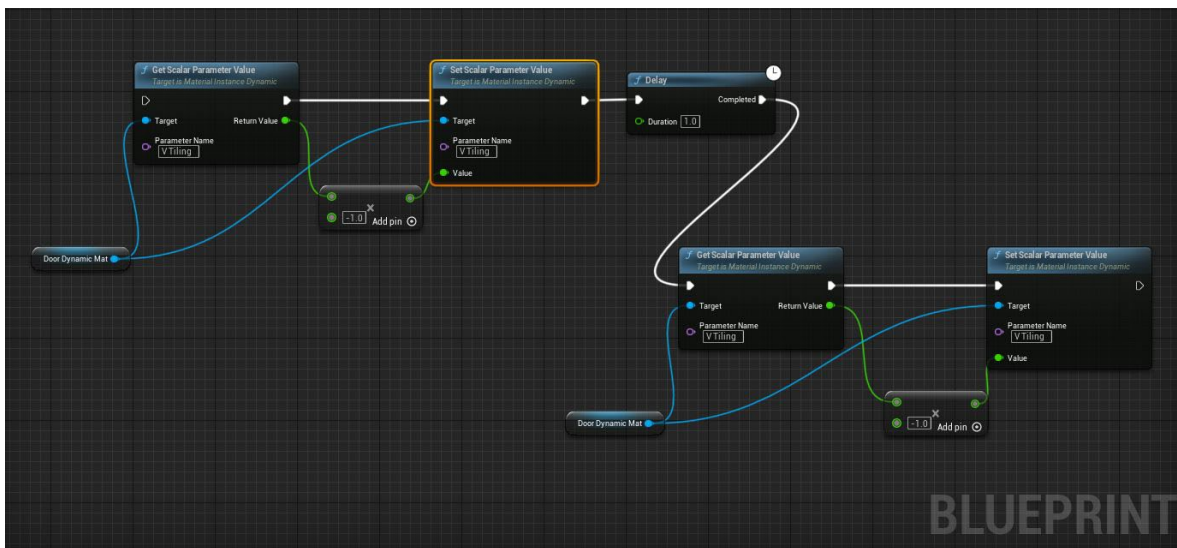 Get Scalar Parameter Value
Target is Material Instance Dynamic
Target
Return Value
Parameter Name
V Tiling
Set Scalar Parameter Value
Target is Material Instance Dynamic
Target
Parameter Name
V Tiling
Value
Delay
Completed
Duration 1.0
×
-1.0 Add pin
Door Dynamic Mat
Get Scalar Parameter Value
Target is Material Instance Dynamic
Target
Return Value
Parameter Name
V Tiling
Set Scalar Parameter Value
Target is Material Instance Dynamic
Target
Parameter Name
V Tiling
Value
×
-1.0 Add pin
Door Dynamic Mat
BLUEPRINT